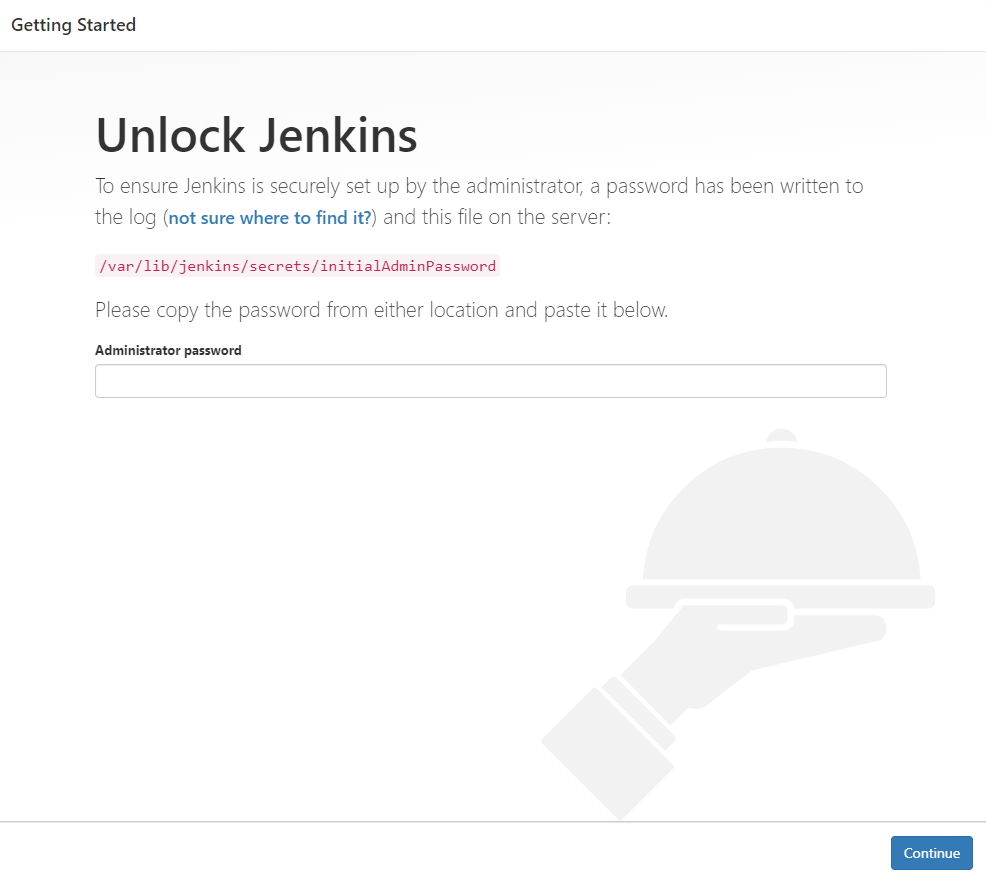 Getting Started
Unlock Jenkins
To ensure Jenkins is securely set up by the administrator, a password has been written to
the log (not sure where to find it?) and this file on the server:
/var/lib/jenkins/secrets/initialAdminPassword
Please copy the password from either location and paste it below.
Administrator password
Continue